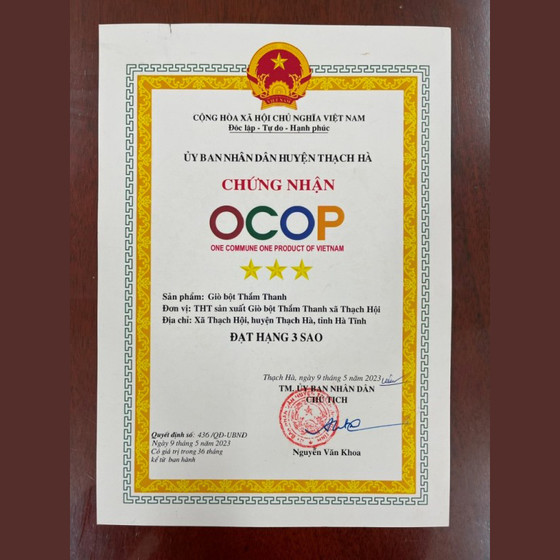 CỘNG HÒA XÃ HỘI CHỦ NGHĨA VIỆT NAM
Độc lập - Tự do - Hạnh phúc
ỦY BAN NHÂN DÂN HUYỆN THẠCH HÀ
CHỨNG NHẬN
OCOP
ONE COMMUNE ONE PRODUCT OF VIETNAM
Sản phẩm: Giò bột Thắm Thanh
Đơn vị: THT sản xuất Giò bột Thắm Thanh xã Thạch Hội
Địa chỉ: Xã Thạch Hội, huyện Thạch Hà, tỉnh Hà Tĩnh
ĐẠT HẠNG 3 SAO
Thạch Hà, ngày 9 tháng 5 năm 2023
TM. ỦY BAN NHÂN DÂN
CHỦ TỊCH
Quyết định số: 436/QĐ-UBND
Ngày 9 tháng 5 năm 2023
Có giá trị trong 36 tháng
kể từ ban hành
Nguyễn Văn Khoa